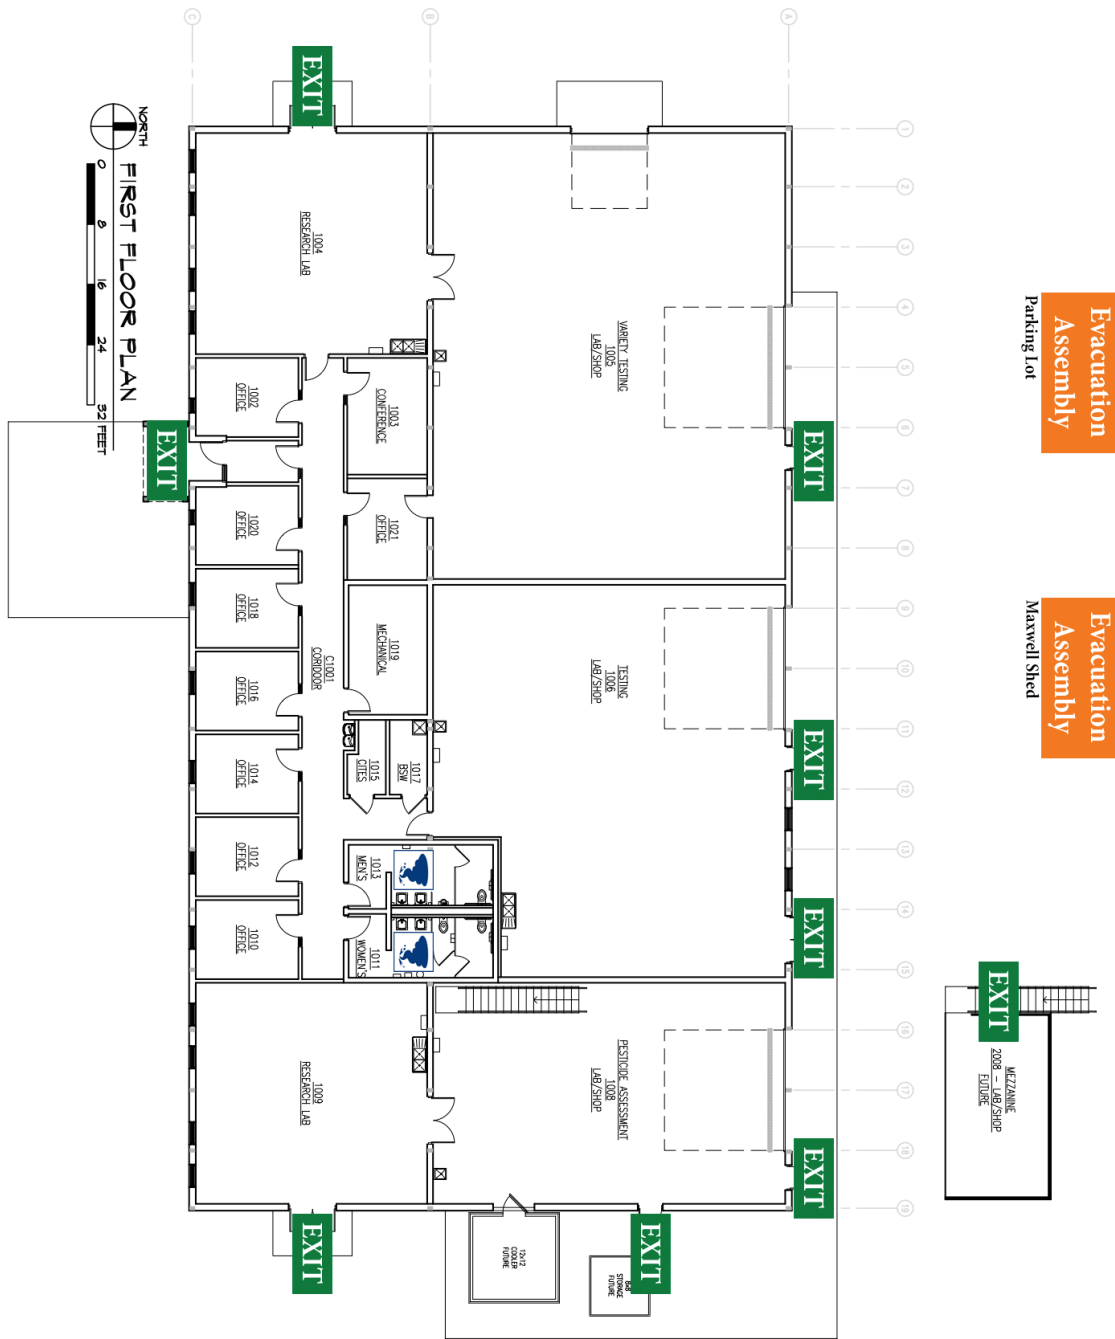 C
B
A
1
2
3
4
5
6
7
8
9
10
11
12
13
14
15
16
17
18
19
EXIT
NORTH
FIRST FLOOR PLAN
0 8 16 24 32 FEET
1004
RESEARCH LAB
VARIETY TESTING
1005
LAB/SHOP
Evacuation
Assembly
Parking Lot
1002
OFFICE
1003
CONFERENCE
EXIT
EXIT
1020
OFFICE
1021
OFFICE
1018
OFFICE
1019
MECHANICAL
C1001
CORIDOOR
1016
OFFICE
TESTING
1006
LAB/SHOP
Evacuation
Assembly
Maxwell Shed
EXIT
1014
OFFICE
1015
CITES
1017
BSW
1012
OFFICE
1013
MEN'S
1010
OFFICE
1011
WOMEN'S
EXIT
EXIT
MEZZANINE
2008 - LAB/SHOP
FUTURE
1009
RESEARCH LAB
PESTICIDE ASSESSMENT
1008
LAB/SHOP
EXIT
EXIT
12x12
COOLER
FUTURE
8x8
STORAGE
FUTURE
EXIT